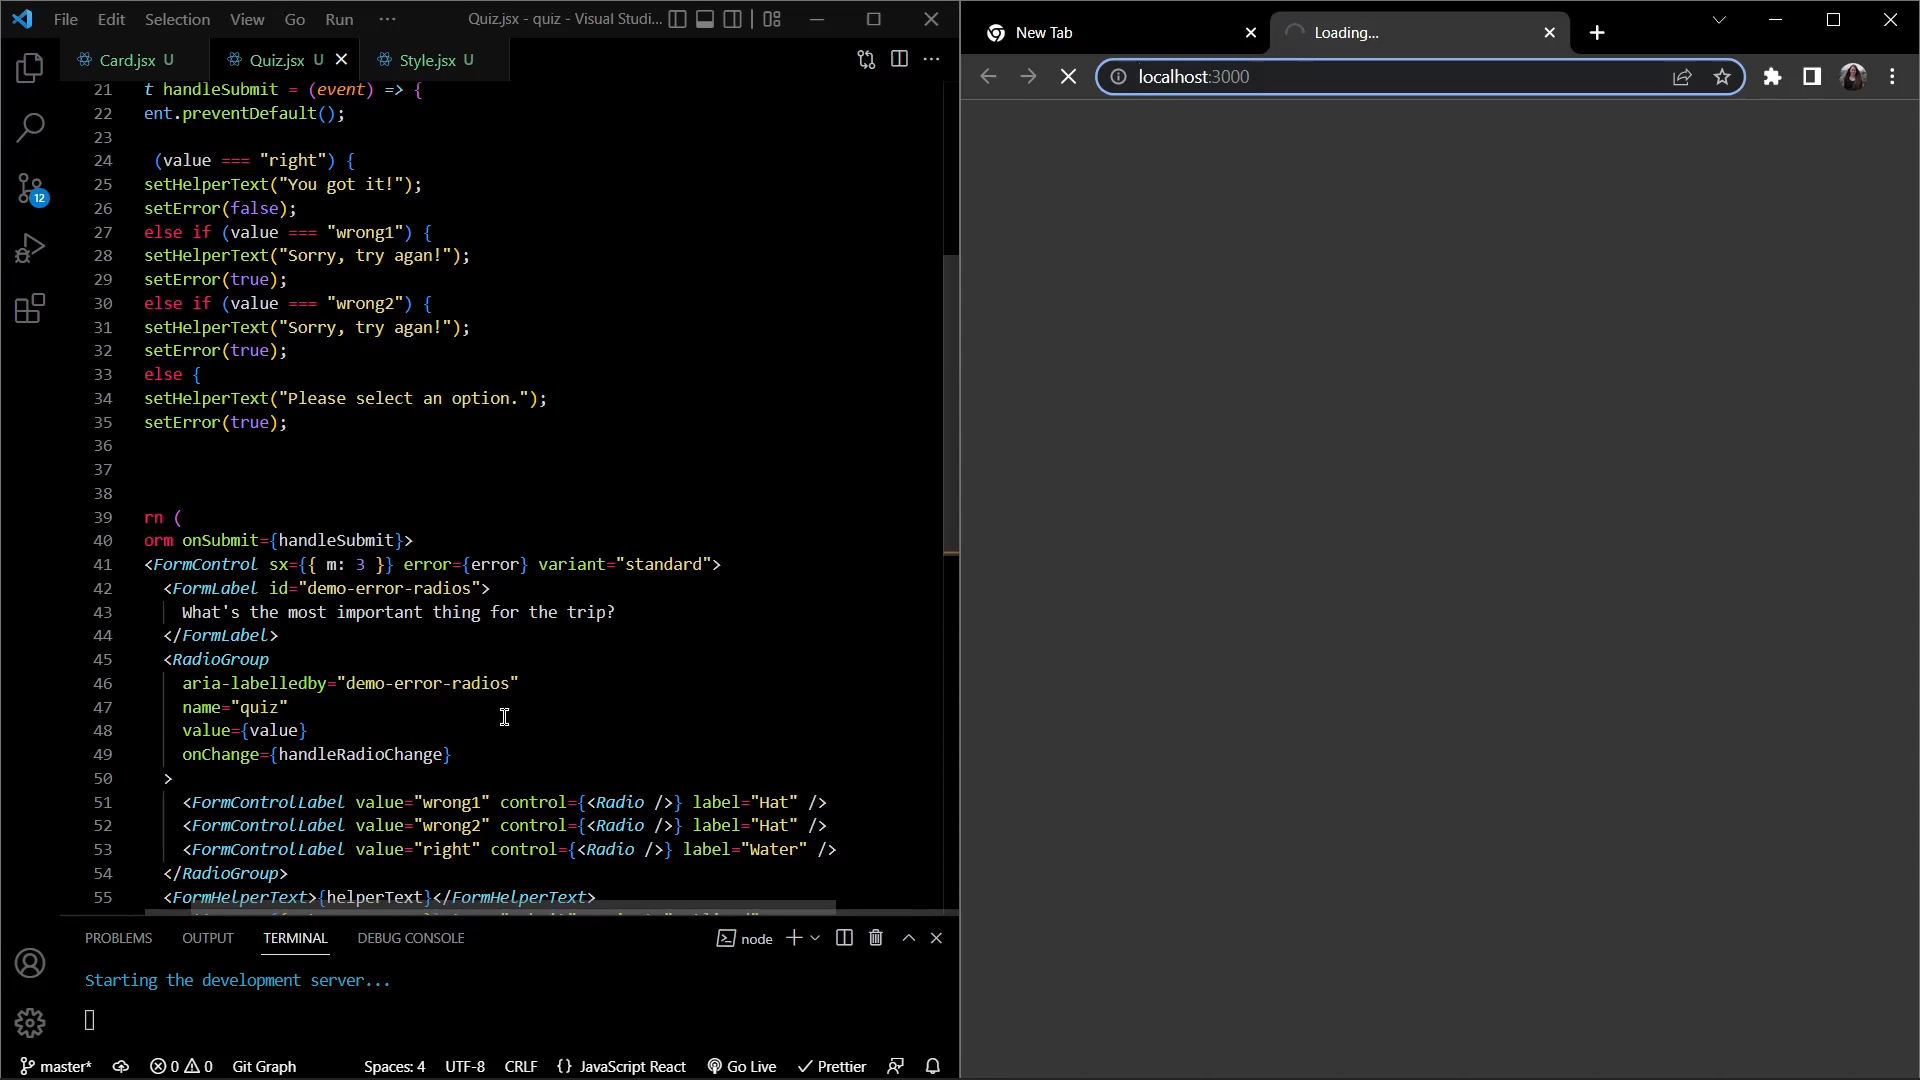 File Edit Selection View Go Run ··· Quiz.jsx - quiz - Visual Studi...
Card.jsx U Quiz.jsx U Style.jsx U
21 t handleSubmit = (event) => {
22 ent.preventDefault();
23
24 (value === "right") {
25 setHelperText("You got it!");
26 setError(false);
27 else if (value === "wrong1") {
28 setHelperText("Sorry, try agan!");
29 setError(true);
30 else if (value === "wrong2") {
31 setHelperText("Sorry, try agan!");
32 setError(true);
33 else {
34 setHelperText("Please select an option.");
35 setError(true);
36
37
38
39 rn (
40 orm onSubmit={handleSubmit}>
41 <FormControl sx={{ m: 3 }} error={error} variant="standard">
42 <FormLabel id="demo-error-radios">
43 What's the most important thing for the trip?
44 </FormLabel>
45 <RadioGroup
46 aria-labelledby="demo-error-radios"
47 name="quiz"
48 value={value}
49 onChange={handleRadioChange}
50 >
51 <FormControlLabel value="wrong1" control={<Radio />} label="Hat" />
52 <FormControlLabel value="wrong2" control={<Radio />} label="Hat" />
53 <FormControlLabel value="right" control={<Radio />} label="Water" />
54 </RadioGroup>
55 <FormHelperText>{helperText}</FormHelperText>
PROBLEMS OUTPUT TERMINAL DEBUG CONSOLE node
Starting the development server...
12
master* 0 0 Git Graph Spaces: 4 UTF-8 CRLF {} JavaScript React Go Live Prettier
New Tab Loading...
localhost:3000